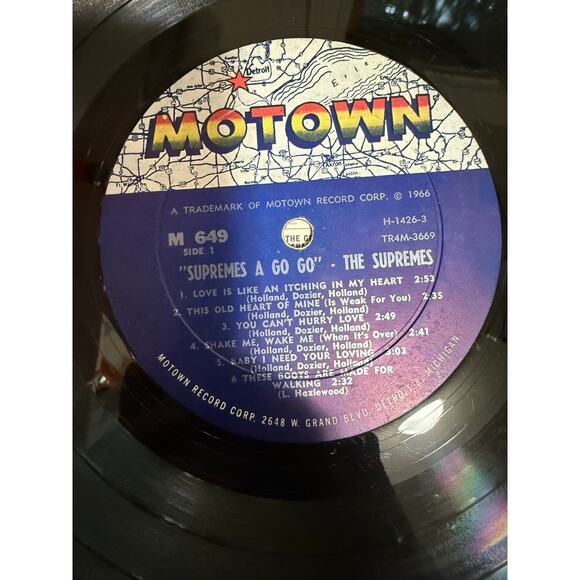 Detroit
Erie
MOTOWN
A TRADEMARK OF MOTOWN RECORD CORP. © 1966
M 649
SIDE 1
H-1426-3
TR4M-3669
THE G
"SUPREMES A GO GO" - THE SUPREMES
1. LOVE IS LIKE AN ITCHING IN MY HEART 2:53
(Holland, Dozier, Holland)
2. THIS OLD HEART OF MINE (Is Weak For You) 2:35
(Holland, Dozier, Holland)
3. YOU CAN'T HURRY LOVE 2:49
(Holland, Dozier, Holland)
4. SHAKE ME, WAKE ME (When It's Over) 2:41
(Holland, Dozier, Holland)
5. BABY I NEED YOUR LOVING 3:03
(Holland, Dozier, Holland)
6 THESE BOOTS ARE MADE FOR
WALKING 2:32
(L. Hazlewood)
MOTOWN RECORD CORP. 2648 W. GRAND BLVD. DETROIT 8, MICHIGAN